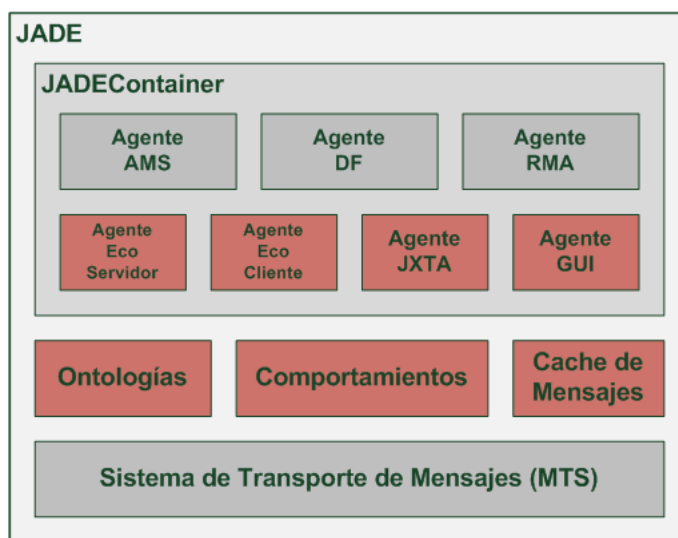 JADE
JADEContainer
Agente
AMS
Agente
DF
Agente
RMA
Agente
Eco
Servidor
Agente
Eco
Cliente
Agente
JXTA
Agente
GUI
Ontologías
Comportamientos
Cache de
Mensajes
Sistema de Transporte de Mensajes (MTS)